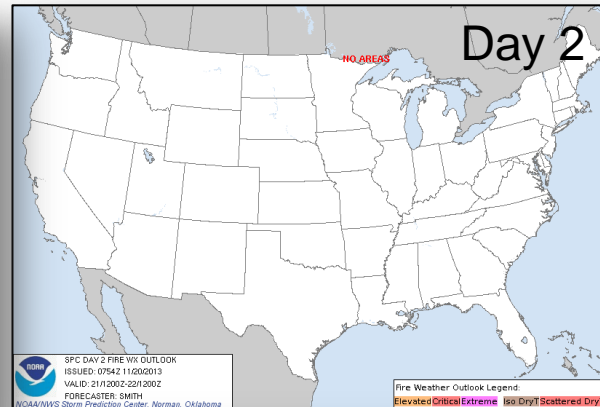 Day 2
NO AREAS
NOAA
SPC DAY 2 FIRE WX OUTLOOK
ISSUED: 0754Z 11/20/2013
VALID: 21/1200Z-22/1200Z
FORECASTER: SMITH
NOAA/NWS Storm Prediction Center, Norman, Oklahoma
Fire Weather Outlook Legend:
Elevated Critical Extreme Iso DryT Scattered Dry